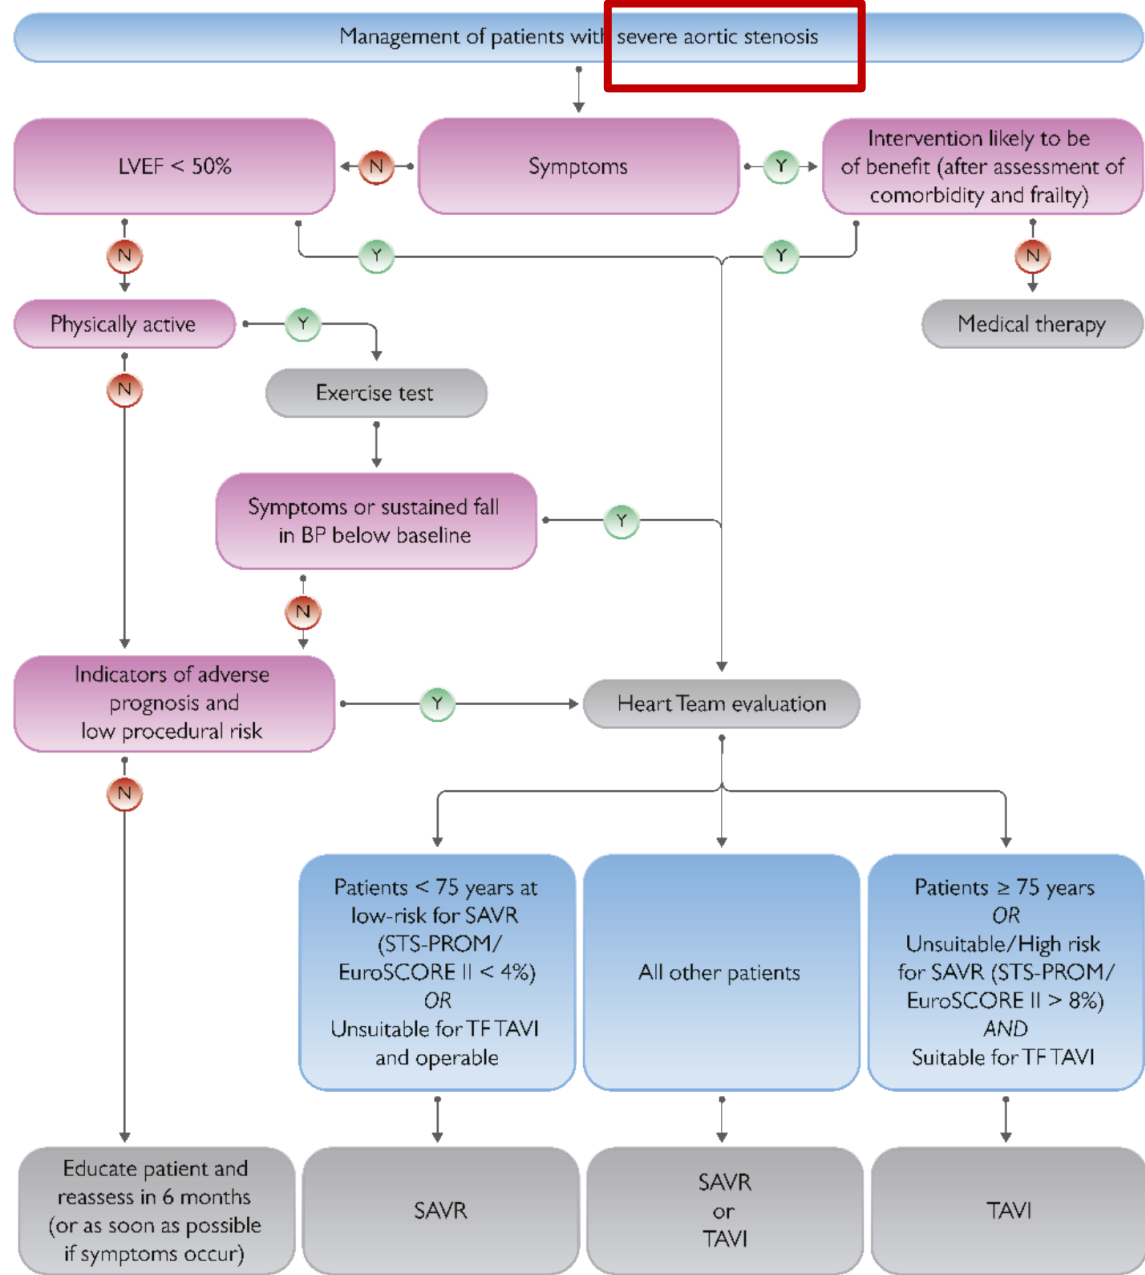 Management of patients with severe aortic stenosis
LVEF < 50%
N
Symptoms
Y
Intervention likely to be
of benefit (after assessment of
comorbidity and frailty)
N
Y
Y
N
Physically active
Y
Medical therapy
N
Exercise test
Symptoms or sustained fall
in BP below baseline
Y
N
Indicators of adverse
prognosis and
low procedural risk
Y
Heart Team evaluation
N
Patients < 75 years at
low-risk for SAVR
(STS-PROM/
EuroSCORE II < 4%)
OR
Unsuitable for TF TAVI
and operable
All other patients
Patients ≥ 75 years
OR
Unsuitable/High risk
for SAVR (STS-PROM/
EuroSCORE II > 8%)
AND
Suitable for TF TAVI
Educate patient and
reassess in 6 months
(or as soon as possible
if symptoms occur)
SAVR
SAVR
or
TAVI
TAVI